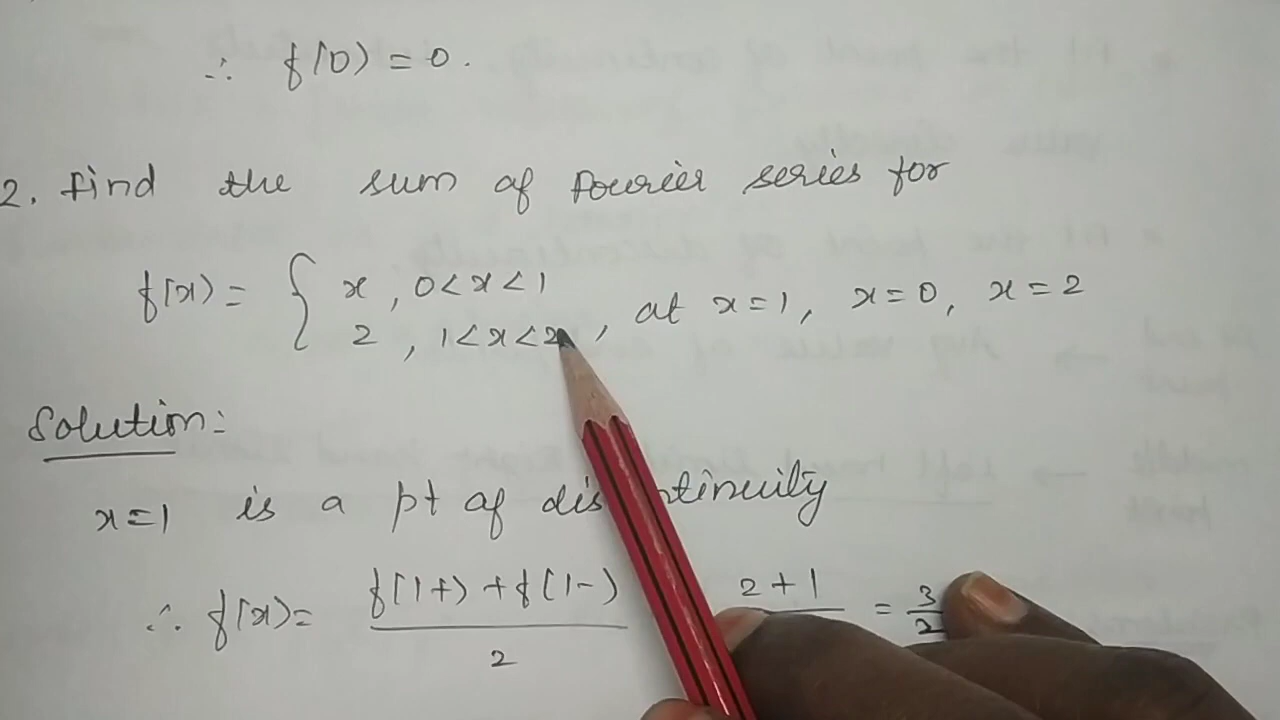 ∴ f(0) = 0.
2. find the sum of Fourier series for
f(x) = { x , 0 < x < 1
2 , 1 < x < 2 , at x = 1, x = 0, x = 2
Solution:
x = 1 is a pt of discontinuity
∴ f(x) = f(1+) + f(1-) / 2 2 + 1 = 3/2